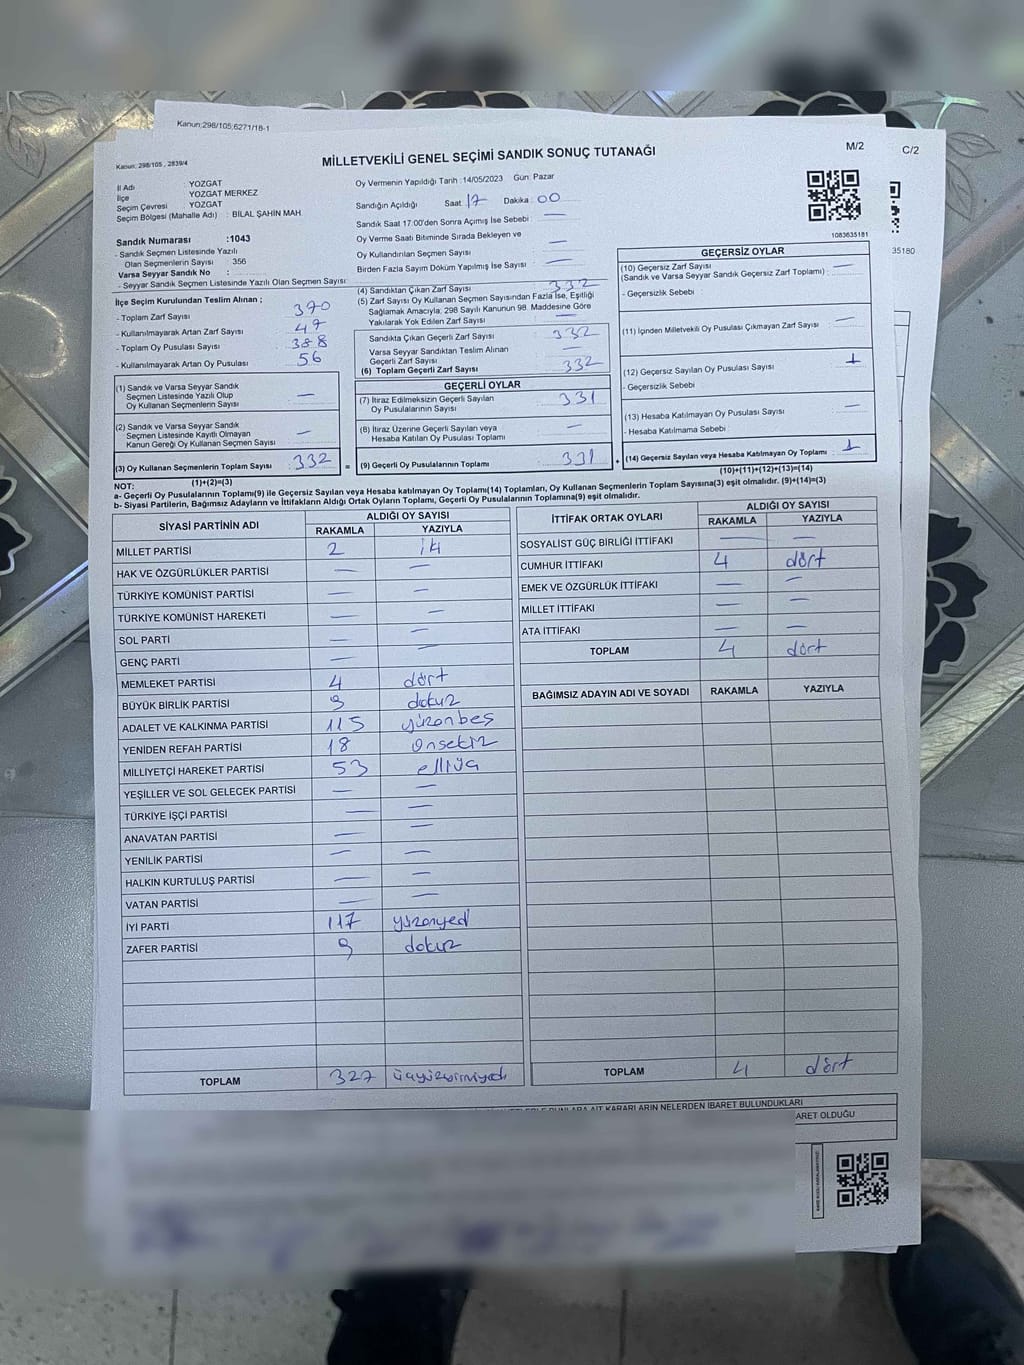 Kanun;298/105;6271/18-1
Kanun: 298/105 , 2839/4
MİLLETVEKİLİ GENEL SEÇİMİ SANDIK SONUÇ TUTANAĞI
M/2
C/2
İl Adı : YOZGAT
İlçe : YOZGAT MERKEZ
Seçim Çevresi : YOZGAT
Seçim Bölgesi (Mahalle Adı) : BİLAL ŞAHİN MAH.
Oy Vermenin Yapıldığı Tarih :14/05/2023 Gün: Pazar
Sandığın Açıldığı Saat 17 Dakika : 00
Sandık Saat 17:00'den Sonra Açımış İse Sebebi : —
Oy Verme Saati Bitiminde Sırada Bekleyen ve
Oy Kullandırılan Seçmen Sayısı —
Birden Fazla Sayım Döküm Yapılmış İse Sayısı —
1083635181
35180
Sandık Numarası :1043
- Sandık Seçmen Listesinde Yazılı
Olan Seçmenlerin Sayısı : 356
Varsa Seyyar Sandık No :
- Seyyar Sandık Seçmen Listesinde Yazılı Olan Seçmen Sayısı:
İlçe Seçim Kurulundan Teslim Alınan ;
- Toplam Zarf Sayısı : 370
- Kullanılmayarak Artan Zarf Sayısı : 47
- Toplam Oy Pusulası Sayısı : 388
- Kullanılmayarak Artan Oy Pusulası : 56
(1) Sandık ve Varsa Seyyar Sandık
Seçmen Listesinde Yazılı Olup
Oy Kullanan Seçmenlerin Sayısı : —
(2) Sandık ve Varsa Seyyar Sandık
Seçmen Listesinde Kayıtlı Olmayan
Kanun Gereği Oy Kullanan Seçmen Sayısı : —
(3) Oy Kullanan Seçmenlerin Toplam Sayısı : 332
(1)+(2)=(3)
(4) Sandıktan Çıkan Zarf Sayısı : 332
(5) Zarf Sayısı Oy Kullanan Seçmen Sayısından Fazla İse, Eşitliği
Sağlamak Amacıyla, 298 Sayılı Kanunun 98. Maddesine Göre
Yakılarak Yok Edilen Zarf Sayısı : —
Sandıkta Çıkan Geçerli Zarf Sayısı : 332
Varsa Seyyar Sandıktan Teslim Alınan
Geçerli Zarf Sayısı : —
(6) Toplam Geçerli Zarf Sayısı : 332
GEÇERLİ OYLAR
(7) İtiraz Edilmeksizin Geçerli Sayılan
Oy Pusulalarının Sayısı : 331
(8) İtiraz Üzerine Geçerli Sayılan veya
Hesaba Katılan Oy Pusulası Toplamı : —
= (9) Geçerli Oy Pusulalarının Toplamı : 331
GEÇERSİZ OYLAR
(10) Geçersiz Zarf Sayısı
(Sandık ve Varsa Seyyar Sandık Geçersiz Zarf Toplamı) : —
- Geçersizlik Sebebi :
(11) İçinden Milletvekili Oy Pusulası Çıkmayan Zarf Sayısı : —
(12) Geçersiz Sayılan Oy Pusulası Sayısı : 1
- Geçersizlik Sebebi
(13) Hesaba Katılmayan Oy Pusulası Sayısı : —
- Hesaba Katılmama Sebebi :
+ (14) Geçersiz Sayılan veya Hesaba Katılmayan Oy Toplamı : 1
(10)+(11)+(12)+(13)=(14)
NOT:
a- Geçerli Oy Pusulalarının Toplamı(9) ile Geçersiz Sayılan veya Hesaba katılmayan Oy Toplamı(14) Toplamları, Oy Kullanan Seçmenlerin Toplam Sayısına(3) eşit olmalıdır. (9)+(14)=(3)
b- Siyasi Partilerin, Bağımsız Adayların ve İttifakların Aldığı Ortak Oyların Toplamı, Geçerli Oy Pusulalarının Toplamına(9) eşit olmalıdır.
SİYASİ PARTİNİN ADI ALDIĞI OY SAYISI
RAKAMLA YAZIYLA
MİLLET PARTİSİ 2 iki
HAK VE ÖZGÜRLÜKLER PARTİSİ — —
TÜRKİYE KOMÜNİST PARTİSİ — —
TÜRKİYE KOMÜNİST HAREKETİ — —
SOL PARTİ — —
GENÇ PARTİ — —
MEMLEKET PARTİSİ 4 dört
BÜYÜK BİRLİK PARTİSİ 9 dokuz
ADALET VE KALKINMA PARTİSİ 115 yüzonbeş
YENİDEN REFAH PARTİSİ 18 onsekiz
MİLLİYETÇİ HAREKET PARTİSİ 53 elliüç
YEŞİLLER VE SOL GELECEK PARTİSİ — —
TÜRKİYE İŞÇİ PARTİSİ — —
ANAVATAN PARTİSİ — —
YENİLİK PARTİSİ — —
HALKIN KURTULUŞ PARTİSİ — —
VATAN PARTİSİ — —
İYİ PARTİ 117 yüzonyedi
ZAFER PARTİSİ 9 dokuz
TOPLAM 327 üçyüzyirmiyedi
İTTİFAK ORTAK OYLARI ALDIĞI OY SAYISI
RAKAMLA YAZIYLA
SOSYALİST GÜÇ BİRLİĞİ İTTİFAKI — —
CUMHUR İTTİFAKI 4 dört
EMEK VE ÖZGÜRLÜK İTTİFAKI — —
MİLLET İTTİFAKI — —
ATA İTTİFAKI — —
TOPLAM 4 dört
BAĞIMSIZ ADAYIN ADI VE SOYADI RAKAMLA YAZIYLA
TOPLAM 4 dört
KARARLARIN NELERDEN İBARET BULUNDUKLARI
ARET OLDUĞU